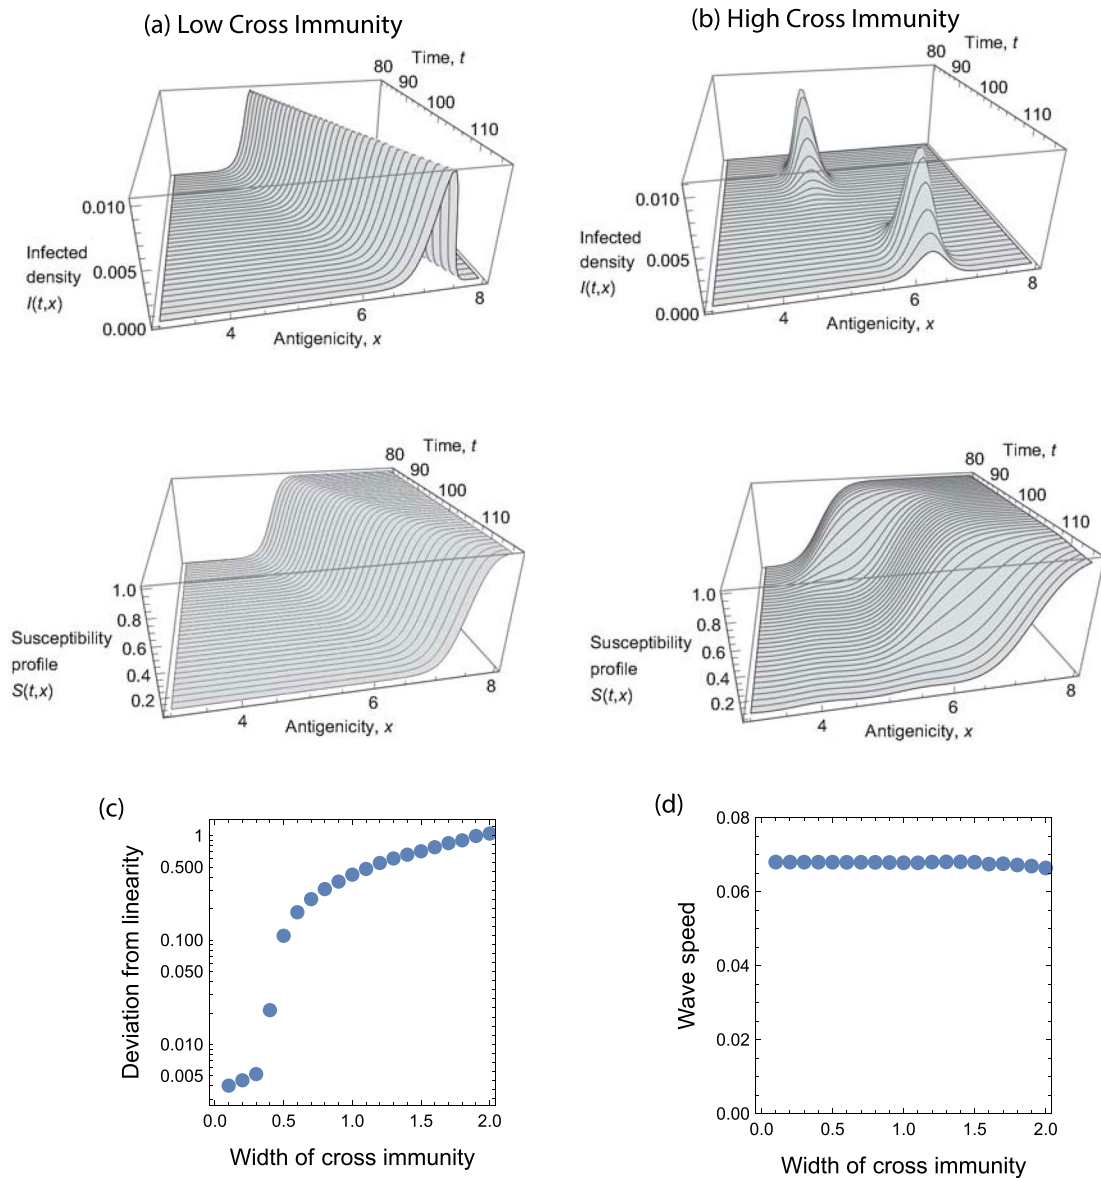 (a) Low Cross Immunity
Time, t
80
90
100
110
0.010
0.005
0.000
Infected
density
I(t,x)
4
6
8
Antigenicity, x
(b) High Cross Immunity
Time, t
80
90
100
110
0.010
0.005
0.000
Infected
density
I(t,x)
4
6
8
Antigenicity, x
Time, t
80
90
100
110
1.0
0.8
0.6
0.4
0.2
Susceptibility
profile
S(t,x)
4
6
8
Antigenicity, x
Time, t
80
90
100
110
1.0
0.8
0.6
0.4
0.2
Susceptibility
profile
S(t,x)
4
6
8
Antigenicity, x
(c)
Deviation from linearity
1
0.500
0.100
0.050
0.010
0.005
0.0 0.5 1.0 1.5 2.0
Width of cross immunity
(d)
Wave speed
0.08
0.06
0.04
0.02
0.00
0.0 0.5 1.0 1.5 2.0
Width of cross immunity